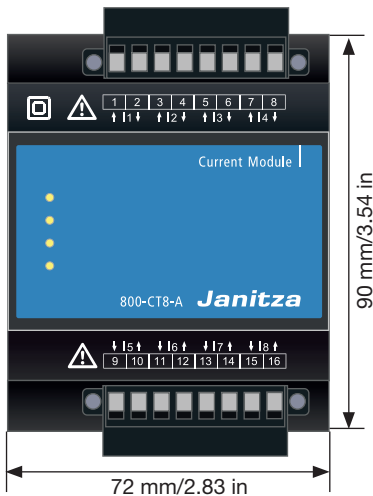 1 2 3 4 5 6 7 8
↑ I1 ↓ ↑ I2 ↓ ↑ I3 ↓ ↑ I4 ↓
Current Module
800-CT8-A Janitza
↓ I5 ↑ ↓ I6 ↑ ↓ I7 ↑ ↓ I8 ↑
9 10 11 12 13 14 15 16
90 mm/3.54 in
72 mm/2.83 in